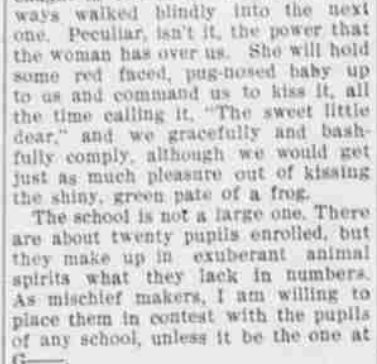 ways walked blindly into the next
one. Peculiar, isn't it, the power that
the woman has over us. She will hold
some red faced, pug-nosed baby up
to us and command us to kiss it, all
the time calling it, "The sweet little
dear," and we gracefully and bash-
fully comply, although we would get
just as much pleasure out of kissing
the shiny, green pate of a frog.
The school is not a large one. There
are about twenty pupils enrolled, but
they make up in exuberant animal
spirits what they lack in numbers.
As mischief makers, I am willing to
place them in contest with the pupils
of any school, unless it be the one at
G——.